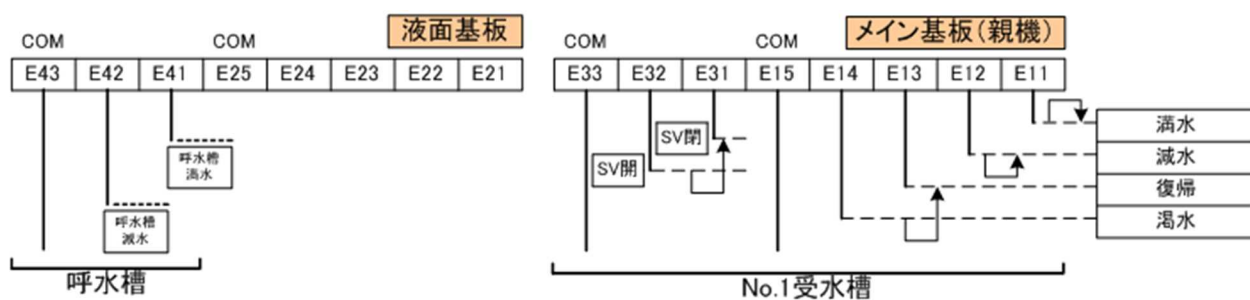 液面基板
メイン基板(親機)
COM COM COM COM
E43 E42 E41 E25 E24 E23 E22 E21
E33 E32 E31 E15 E14 E13 E12 E11
満水
減水
復帰
渇水
SV閉
SV開
呼水槽
満水
呼水槽
減水
呼水槽
No.1受水槽